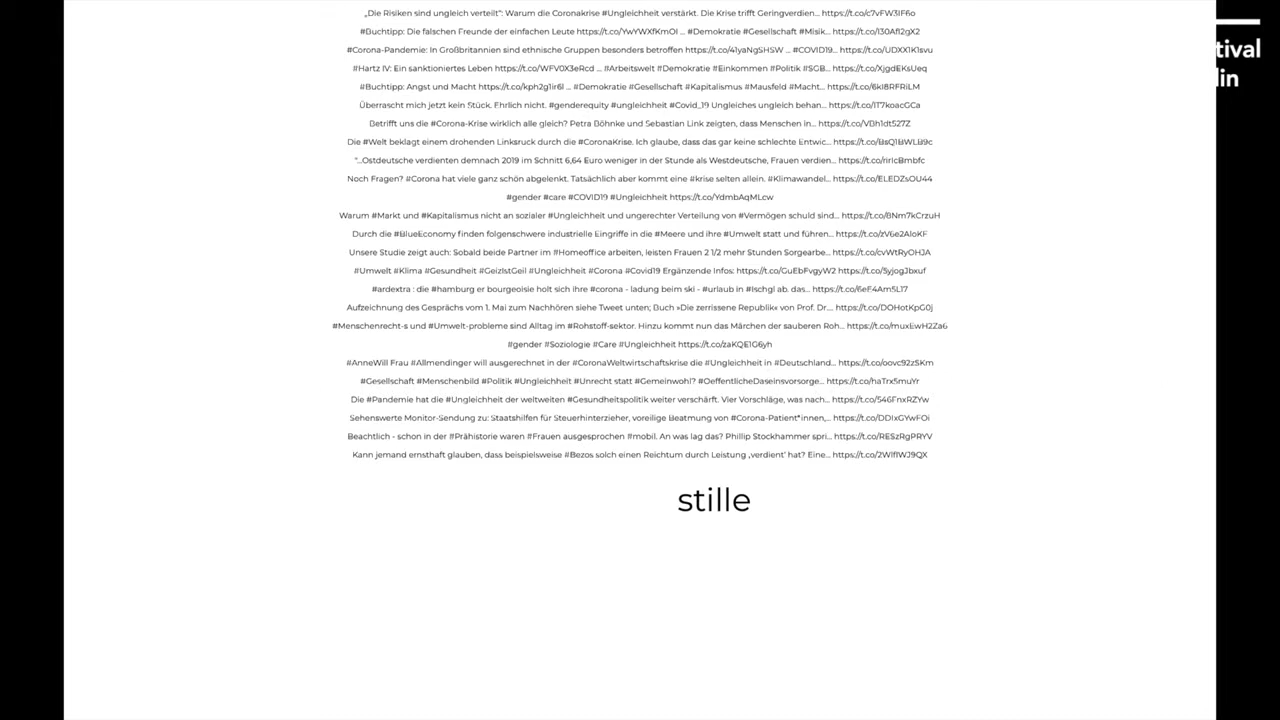 „Die Risiken sind ungleich verteilt": Warum die Coronakrise #Ungleichheit verstärkt. Die Krise trifft Geringverdien... https://t.co/c7vFW3IF6o
#Buchtipp: Die falschen Freunde der einfachen Leute https://t.co/YwYWXfKmOl ... #Demokratie #Gesellschaft #Misik... https://t.co/I30Afl2gX2
#Corona-Pandemie: In Großbritannien sind ethnische Gruppen besonders betroffen https://t.co/41yaNgSHSW ... #COVID19... https://t.co/UDXX1K1svu
#Hartz IV: Ein sanktioniertes Leben https://t.co/WFV0X3eRcd ... #Arbeitswelt #Demokratie #Einkommen #Politik #SGB... https://t.co/XjgdEKsUeq
#Buchtipp: Angst und Macht https://t.co/kph2g1ir6l ... #Demokratie #Gesellschaft #Kapitalismus #Mausfeld #Macht... https://t.co/6kI8RFRiLM
Überrascht mich jetzt kein Stück. Ehrlich nicht. #genderequity #ungleichheit #Covid_19 Ungleiches ungleich behan... https://t.co/1T7koacGCa
Betrifft uns die #Corona-Krise wirklich alle gleich? Petra Böhnke und Sebastian Link zeigten, dass Menschen in... https://t.co/VBh1dt527Z
Die #Welt beklagt einem drohenden Linksruck durch die #CoronaKrise. Ich glaube, dass das gar keine schlechte Entwic... https://t.co/BsQ1BWLB9c
"...Ostdeutsche verdienten demnach 2019 im Schnitt 6,64 Euro weniger in der Stunde als Westdeutsche, Frauen verdien... https://t.co/rirlcBmbfc
Noch Fragen? #Corona hat viele ganz schön abgelenkt. Tatsächlich aber kommt eine #krise selten allein. #Klimawandel... https://t.co/ELEDZsOU44
#gender #care #COVID19 #Ungleichheit https://t.co/YdmbAqMLcw
Warum #Markt und #Kapitalismus nicht an sozialer #Ungleichheit und ungerechter Verteilung von #Vermögen schuld sind... https://t.co/8Nm7kCrzuH
Durch die #BlueEconomy finden folgenschwere industrielle Eingriffe in die #Meere und ihre #Umwelt statt und führen... https://t.co/zV6e2AloKF
Unsere Studie zeigt auch: Sobald beide Partner im #Homeoffice arbeiten, leisten Frauen 2 1/2 mehr Stunden Sorgearbe... https://t.co/cvWtRyOHJA
#Umwelt #Klima #Gesundheit #GeizIstGeil #Ungleichheit #Corona #Covid19 Ergänzende Infos: https://t.co/GuEbFvgyW2 https://t.co/5yjogJbxuf
#ardextra : die #hamburg er bourgeoisie holt sich ihre #corona - ladung beim ski - #urlaub in #Ischgl ab. das... https://t.co/6eE4Am5L17
Aufzeichnung des Gesprächs vom 1. Mai zum Nachhören siehe Tweet unten; Buch »Die zerrissene Republik« von Prof. Dr.... https://t.co/DOHotKpG0j
#Menschenrecht-s und #Umwelt-probleme sind Alltag im #Rohstoff-sektor. Hinzu kommt nun das Märchen der sauberen Roh... https://t.co/muxEwH2Za6
#gender #Soziologie #Care #Ungleichheit https://t.co/zaKQE1G6yh
#AnneWill Frau #Allmendinger will ausgerechnet in der #CoronaWeltwirtschaftskrise die #Ungleichheit in #Deutschland... https://t.co/oovc92zSKm
#Gesellschaft #Menschenbild #Politik #Ungleichheit #Unrecht statt #Gemeinwohl? #OeffentlicheDaseinsvorsorge... https://t.co/haTrx5muYr
Die #Pandemie hat die #Ungleichheit der weltweiten #Gesundheitspolitik weiter verschärft. Vier Vorschläge, was nach... https://t.co/546FnxRZYw
Sehenswerte Monitor-Sendung zu: Staatshilfen für Steuerhinterzieher, voreilige Beatmung von #Corona-Patient*innen,... https://t.co/DDIxGYwFOi
Beachtlich - schon in der #Prähistorie waren #Frauen ausgesprochen #mobil. An was lag das? Phillip Stockhammer spri... https://t.co/RESzRgPRYV
Kann jemand ernsthaft glauben, dass beispielsweise #Bezos solch einen Reichtum durch Leistung ‚verdient' hat? Eine... https://t.co/2WlflWJ9QX
stille
tival
lin